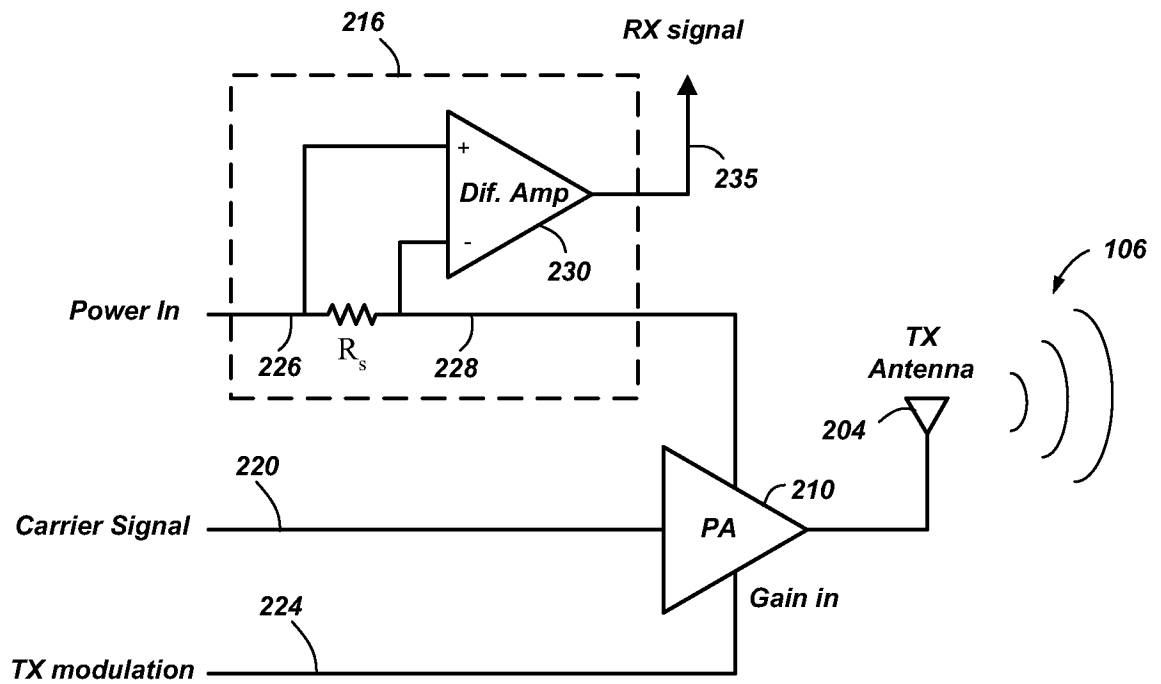 216
RX signal
+
Dif. Amp
235
-
230
106
Power In
226
Rs
228
TX
Antenna
204
220
210
Carrier Signal
PA
Gain in
224
TX modulation